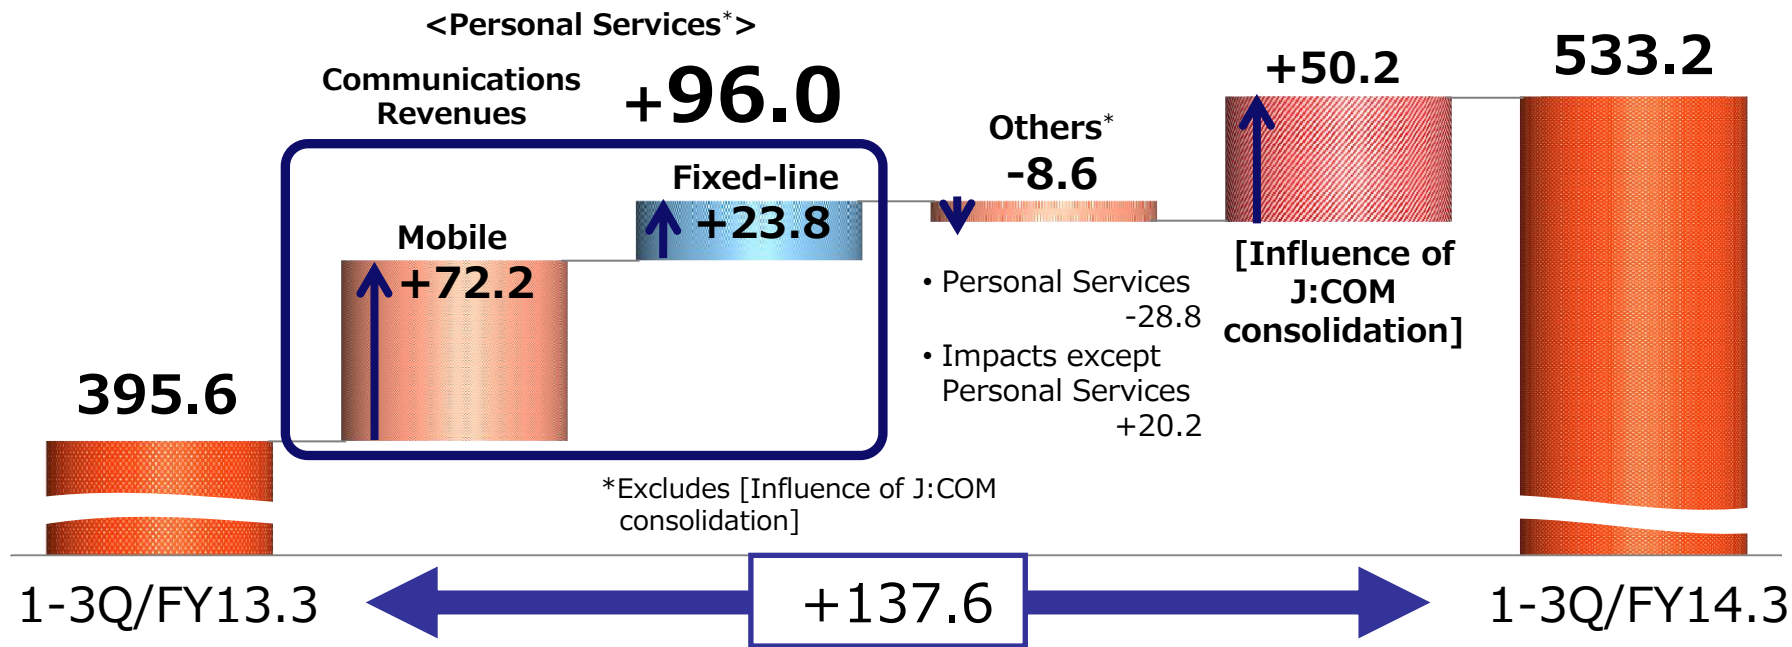 <Personal Services*>
Communications
Revenues
+96.0
Mobile
+72.2
Fixed-line
+23.8
Others*
-8.6
• Personal Services
-28.8
• Impacts except
Personal Services
+20.2
+50.2
[Influence of
J:COM
consolidation]
533.2
395.6
*Excludes [Influence of J:COM
consolidation]
1-3Q/FY13.3
+137.6
1-3Q/FY14.3